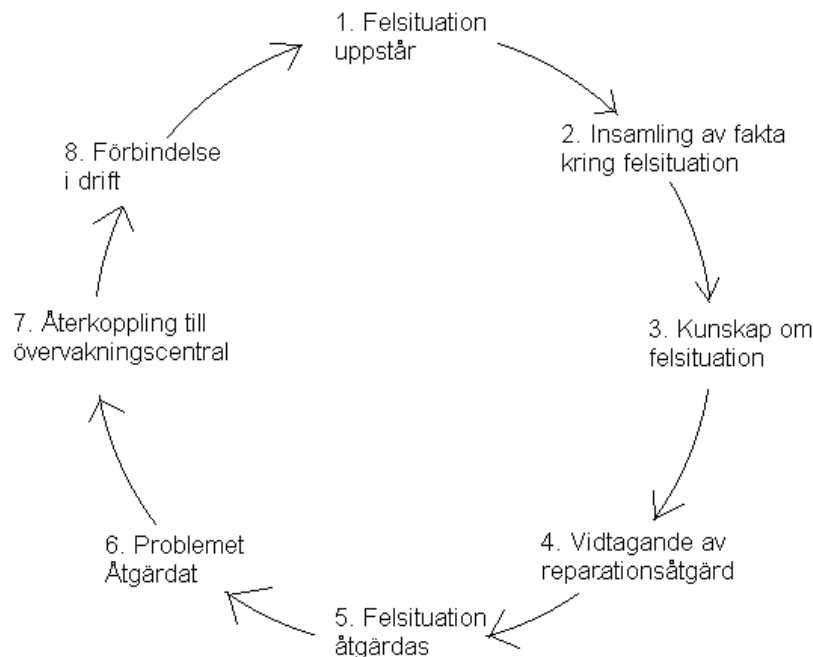 1. Felsituation
uppstår
2. Insamling av fakta
kring felsituation
3. Kunskap om
felsituation
4. Vidtagande av
reparationsåtgärd
5. Felsituation
åtgärdas
6. Problemet
Åtgärdat
7. Återkoppling till
övervakningscentral
8. Förbindelse
i drift